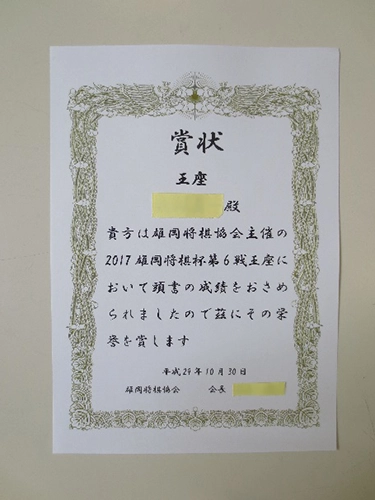 賞状
王座
殿
貴方は雄岡将棋協会主催の
2017雄岡将棋杯第6戦王座に
おいて頭書の成績をおさめ
られましたので茲にその栄
誉を賞します
平成29年10月30日
雄岡将棋協会 会長